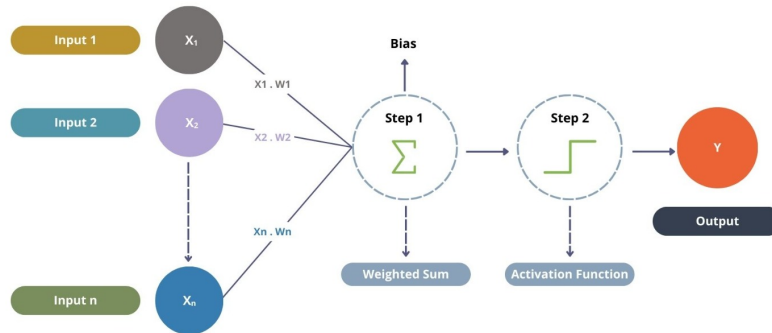 Input 1
X₁
Bias
X1 . W1
Input 2
X₂
X2 . W2
Step 1
Σ
Step 2
Y
Output
Xn . Wn
Weighted Sum
Activation Function
Input n
Xₙ